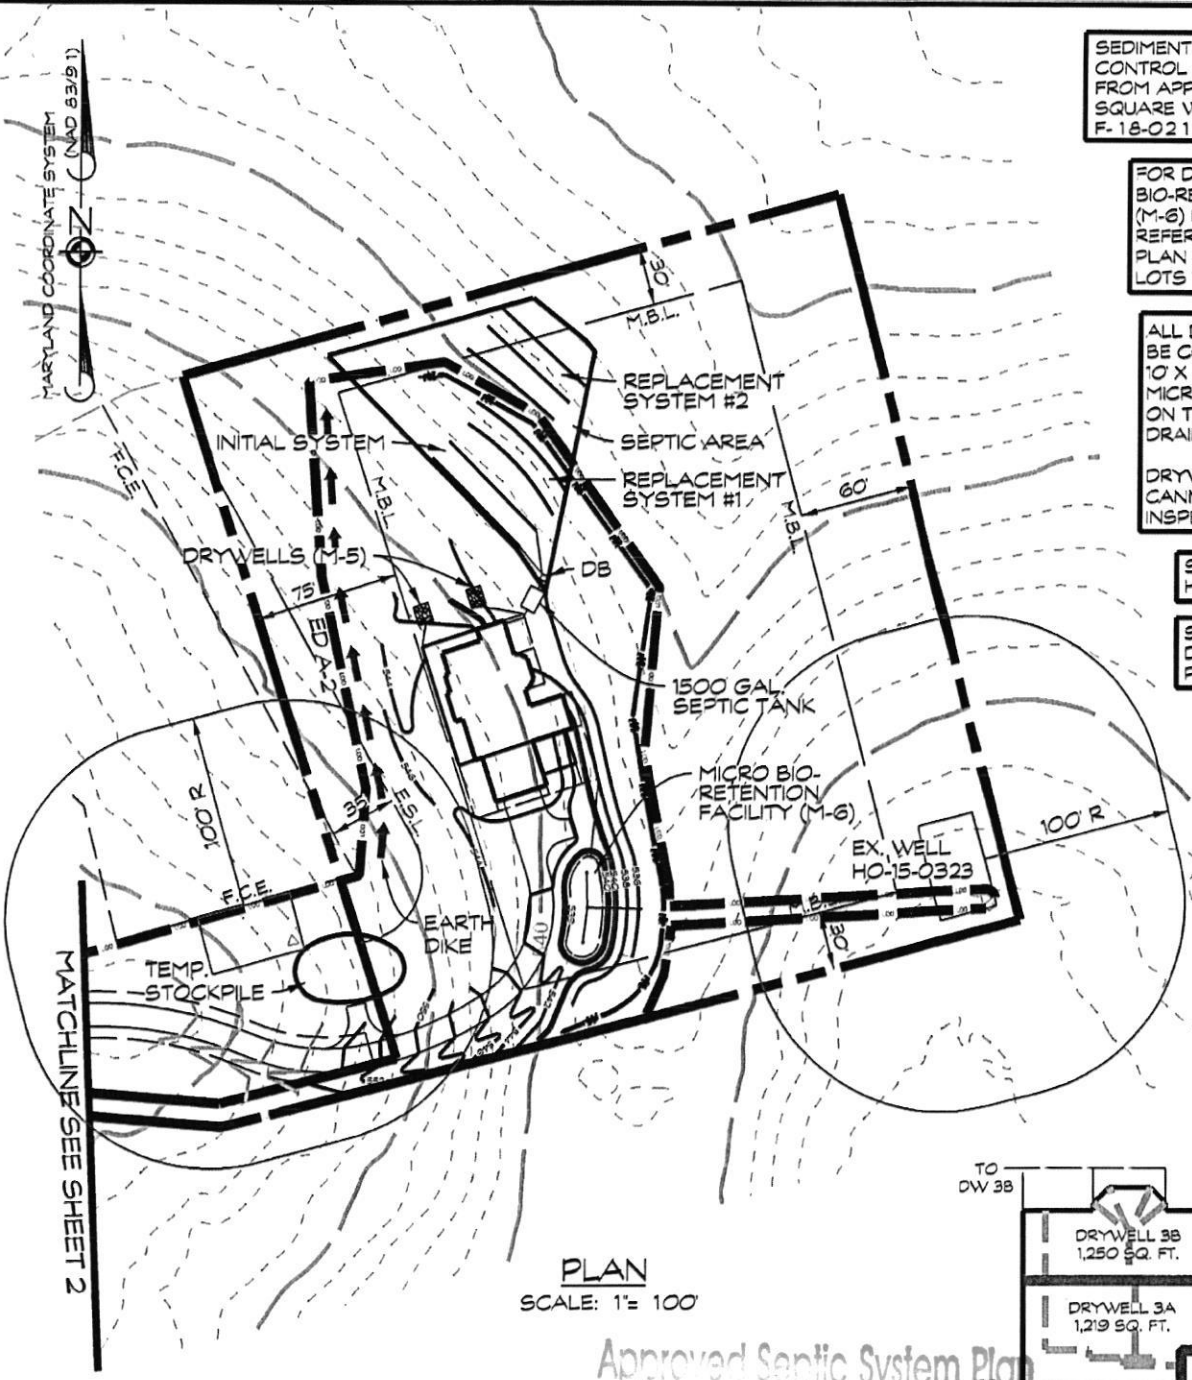 MARYLAND COORDINATE SYSTEM
(NAD 83/91)
N
SEDIMENT
CONTROL
FROM APP
SQUARE V
F-18-021
FOR D
BIO-RE
(M-6)
REFER
PLAN
LOTS
ALL
BE C
10' X
MICR
ON T
DRAI
DRYW
CANN
INSPE
30'
M.B.L.
REPLACEMENT
SYSTEM #2
INITIAL SYSTEM
SEPTIC AREA
REPLACEMENT
SYSTEM #1
F.C.E.
M.B.L.
M.B.L.
60'
DRYWELLS (M-5)
DB
75'
ED A-2
1500 GAL.
SEPTIC TANK
MICRO BIO-
RETENTION
FACILITY (M-6)
100' R
35'
E.S.L.
EX. WELL
HO-15-0323
100' R
F.C.E.
EARTH
DIKE
40
30'
TEMP.
STOCKPILE
MATCHLINE SEE SHEET 2
TO
DW 3B
DRYWELL 3B
1,250 SQ. FT.
DRYWELL 3A
1,219 SQ. FT.
PLAN
SCALE: 1"= 100'
Approved Septic System Plan